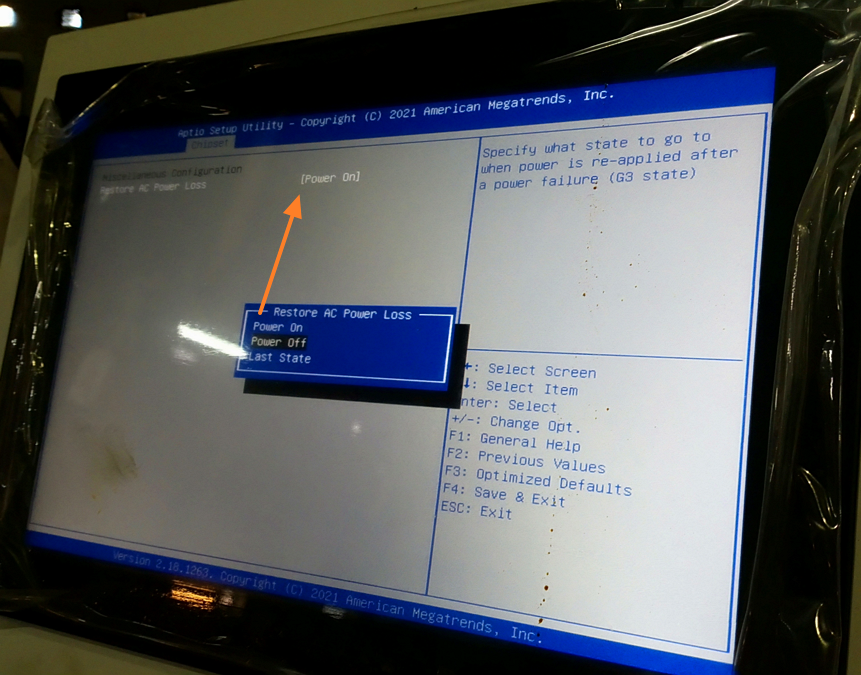 Aptio Setup Utility – Copyright (C) 2021 American Megatrends, Inc.
Chipset
Miscellaneous Configuration
Restore AC Power Loss [Power On]
Specify what state to go to
when power is re-applied after
a power failure (G3 state)
Restore AC Power Loss
Power On
Power Off
Last State
: Select Screen
: Select Item
nter: Select
+/-: Change Opt.
F1: General Help
F2: Previous Values
F3: Optimized Defaults
F4: Save & Exit
ESC: Exit
Version 2.18.1263. Copyright (C) 2021 American Megatrends, Inc.